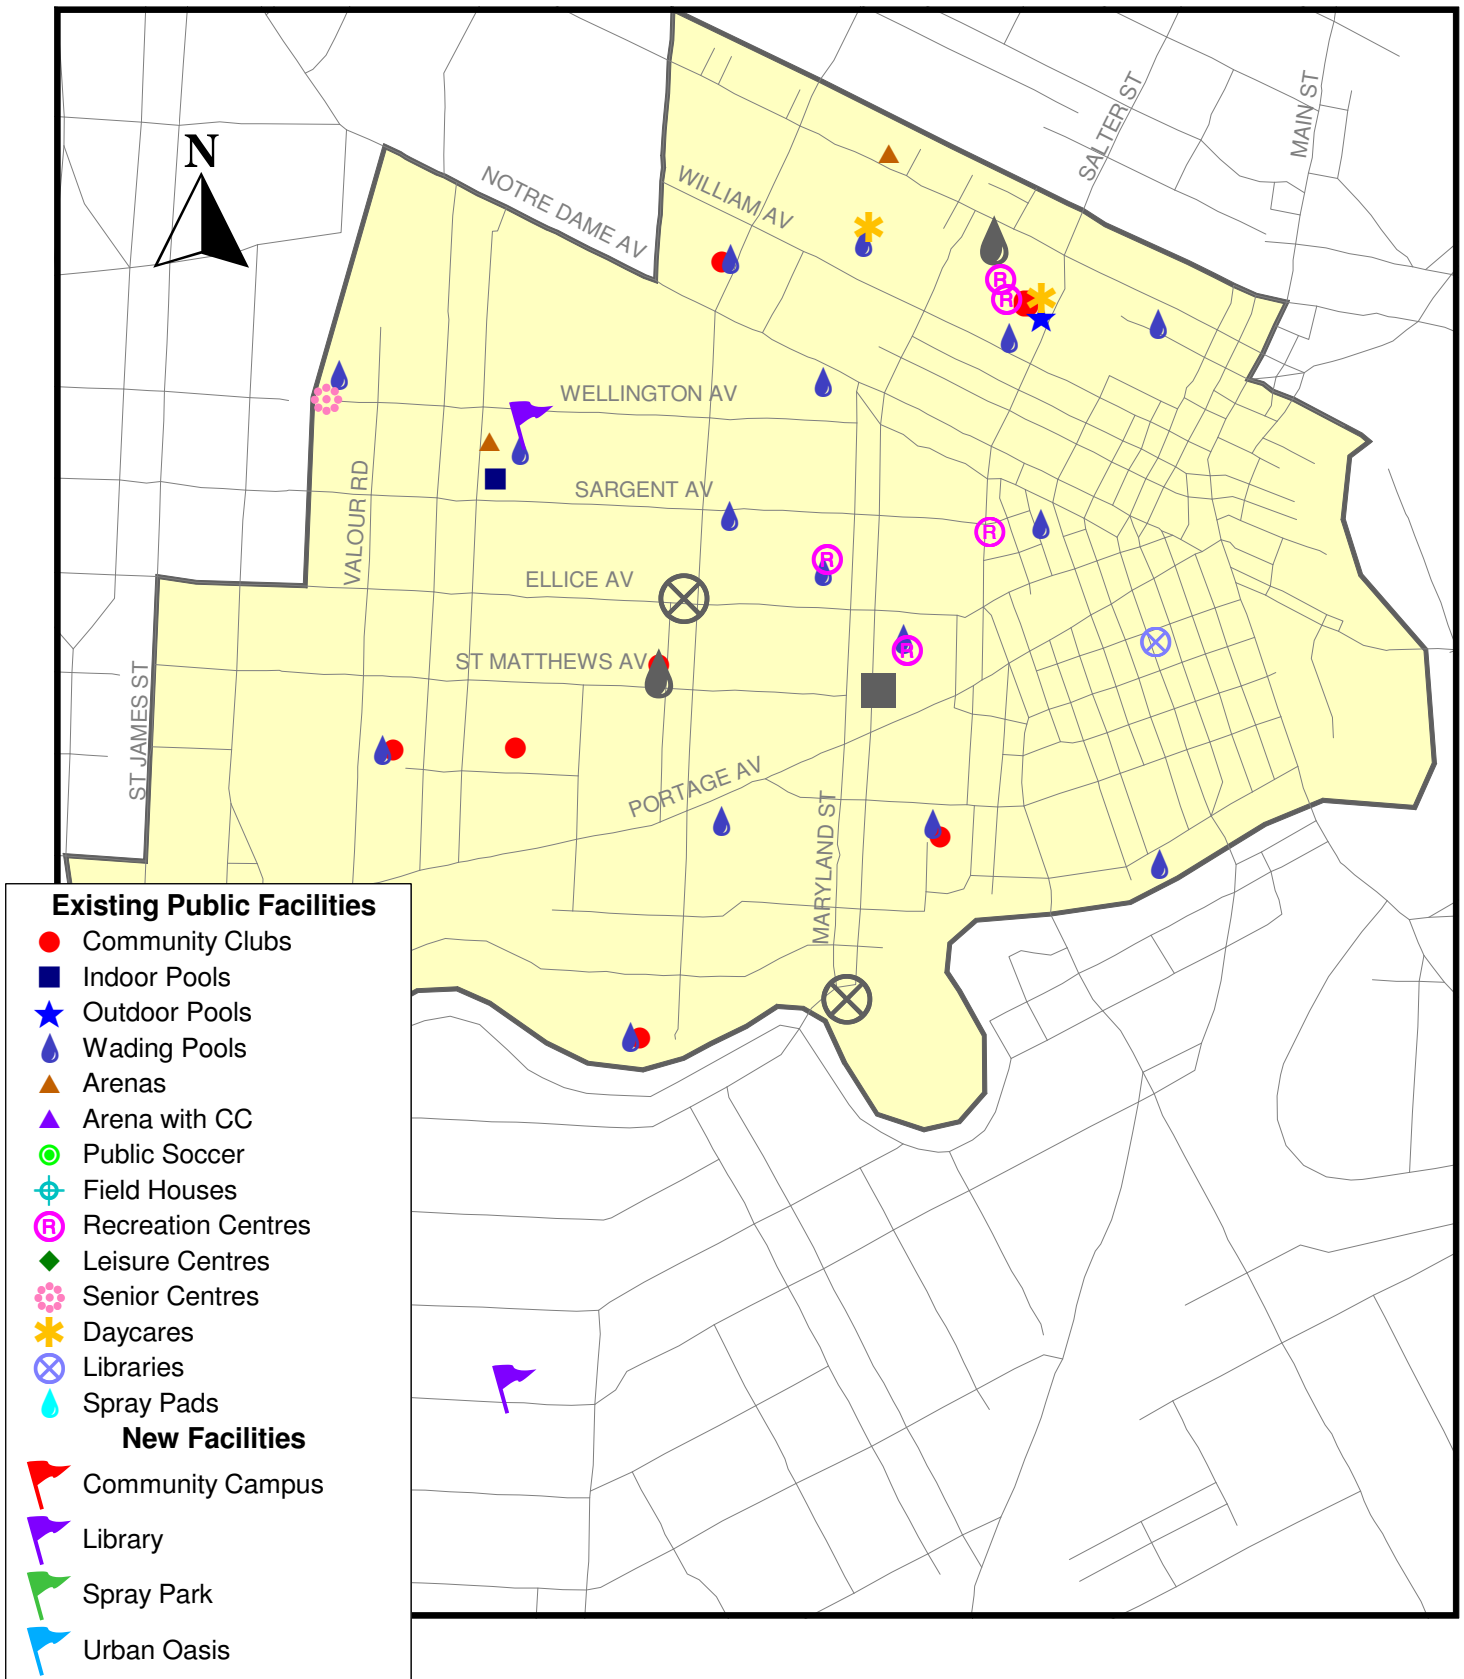 N
SALTER ST
MAIN ST
NOTRE DAME AV
WILLIAM AV
R
R
WELLINGTON AV
VALOUR RD
SARGENT AV
R
R
ELLICE AV
R
ST MATTHEWS AV
ST JAMES ST
PORTAGE AV
MARYLAND ST
Existing Public Facilities
Community Clubs
Indoor Pools
Outdoor Pools
Wading Pools
Arenas
Arena with CC
Public Soccer
Field Houses
R Recreation Centres
Leisure Centres
Senior Centres
Daycares
Libraries
Spray Pads
New Facilities
Community Campus
Library
Spray Park
Urban Oasis